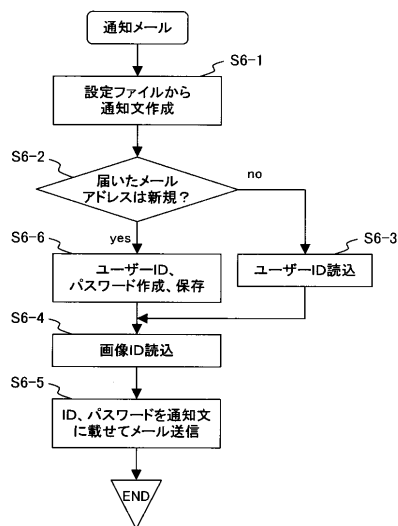 通知メール
S6-1
設定ファイルから
通知文作成
S6-2
届いたメール
アドレスは新規？
no
yes
S6-6
ユーザーID、
パスワード作成、保存
S6-3
ユーザーID読込
S6-4
画像ID読込
S6-5
ID、パスワードを通知文
に載せてメール送信
END